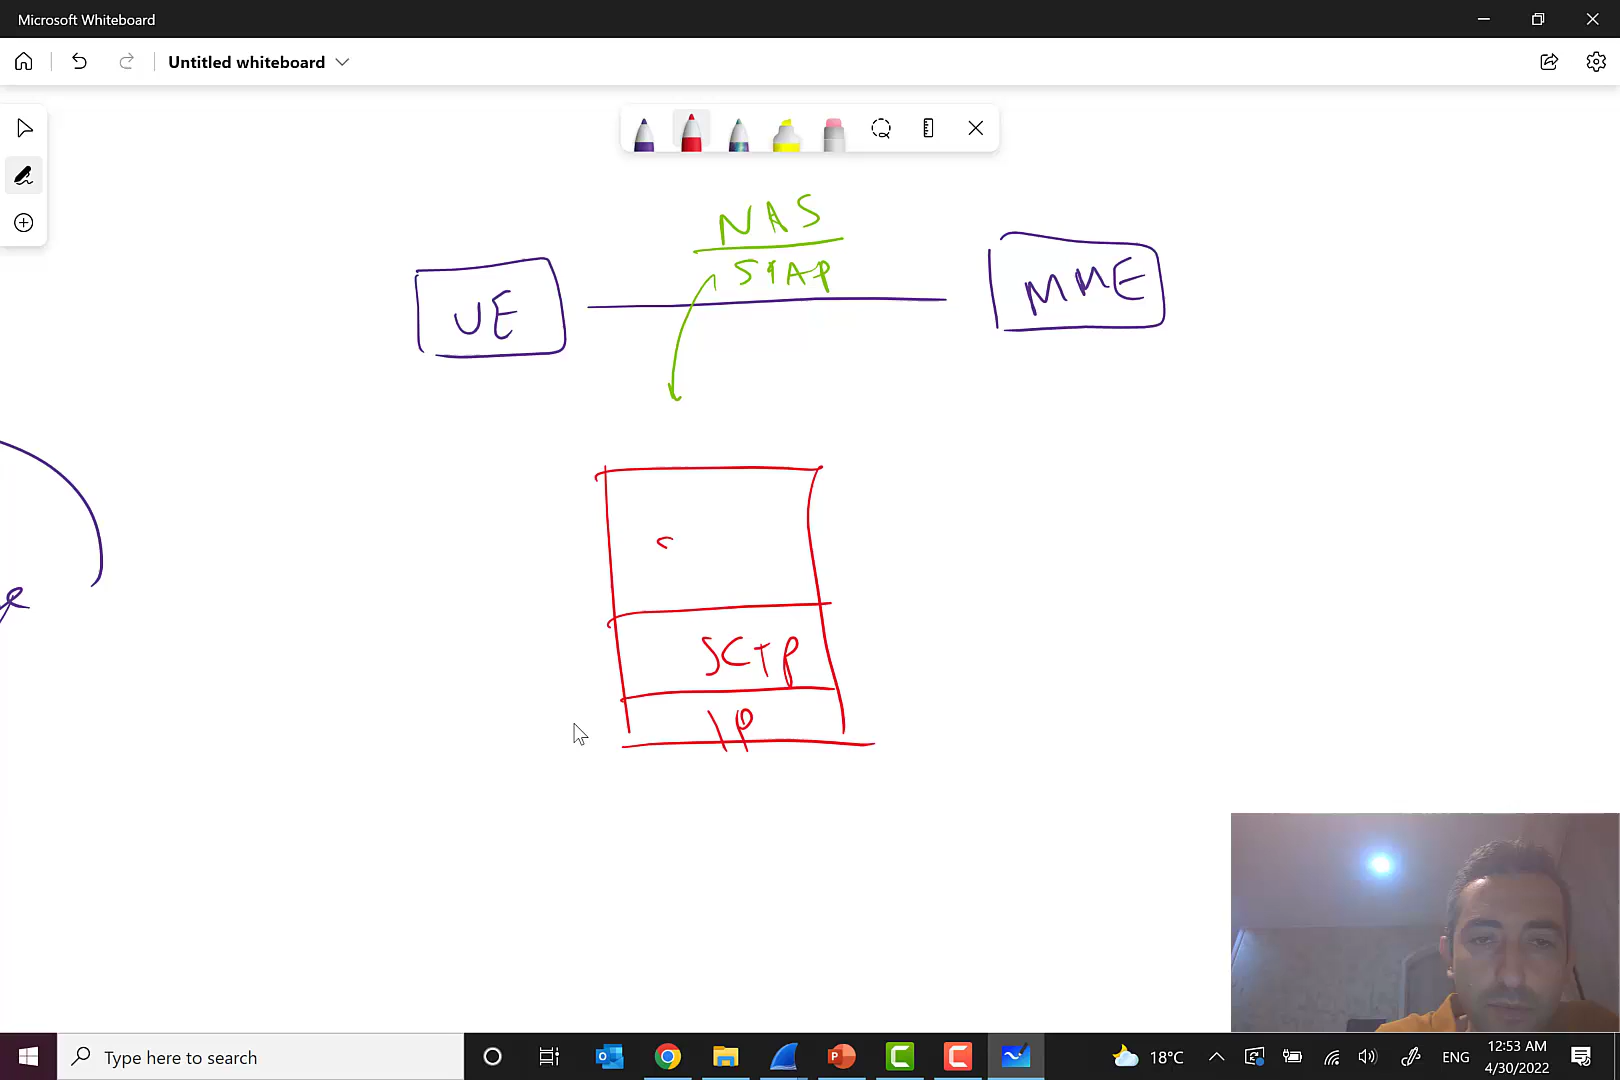 Microsoft Whiteboard
Untitled whiteboard
NAS
S1AP
UE
MME
SCTP
IP
Type here to search
18°C
ENG
12:53 AM
4/30/2022